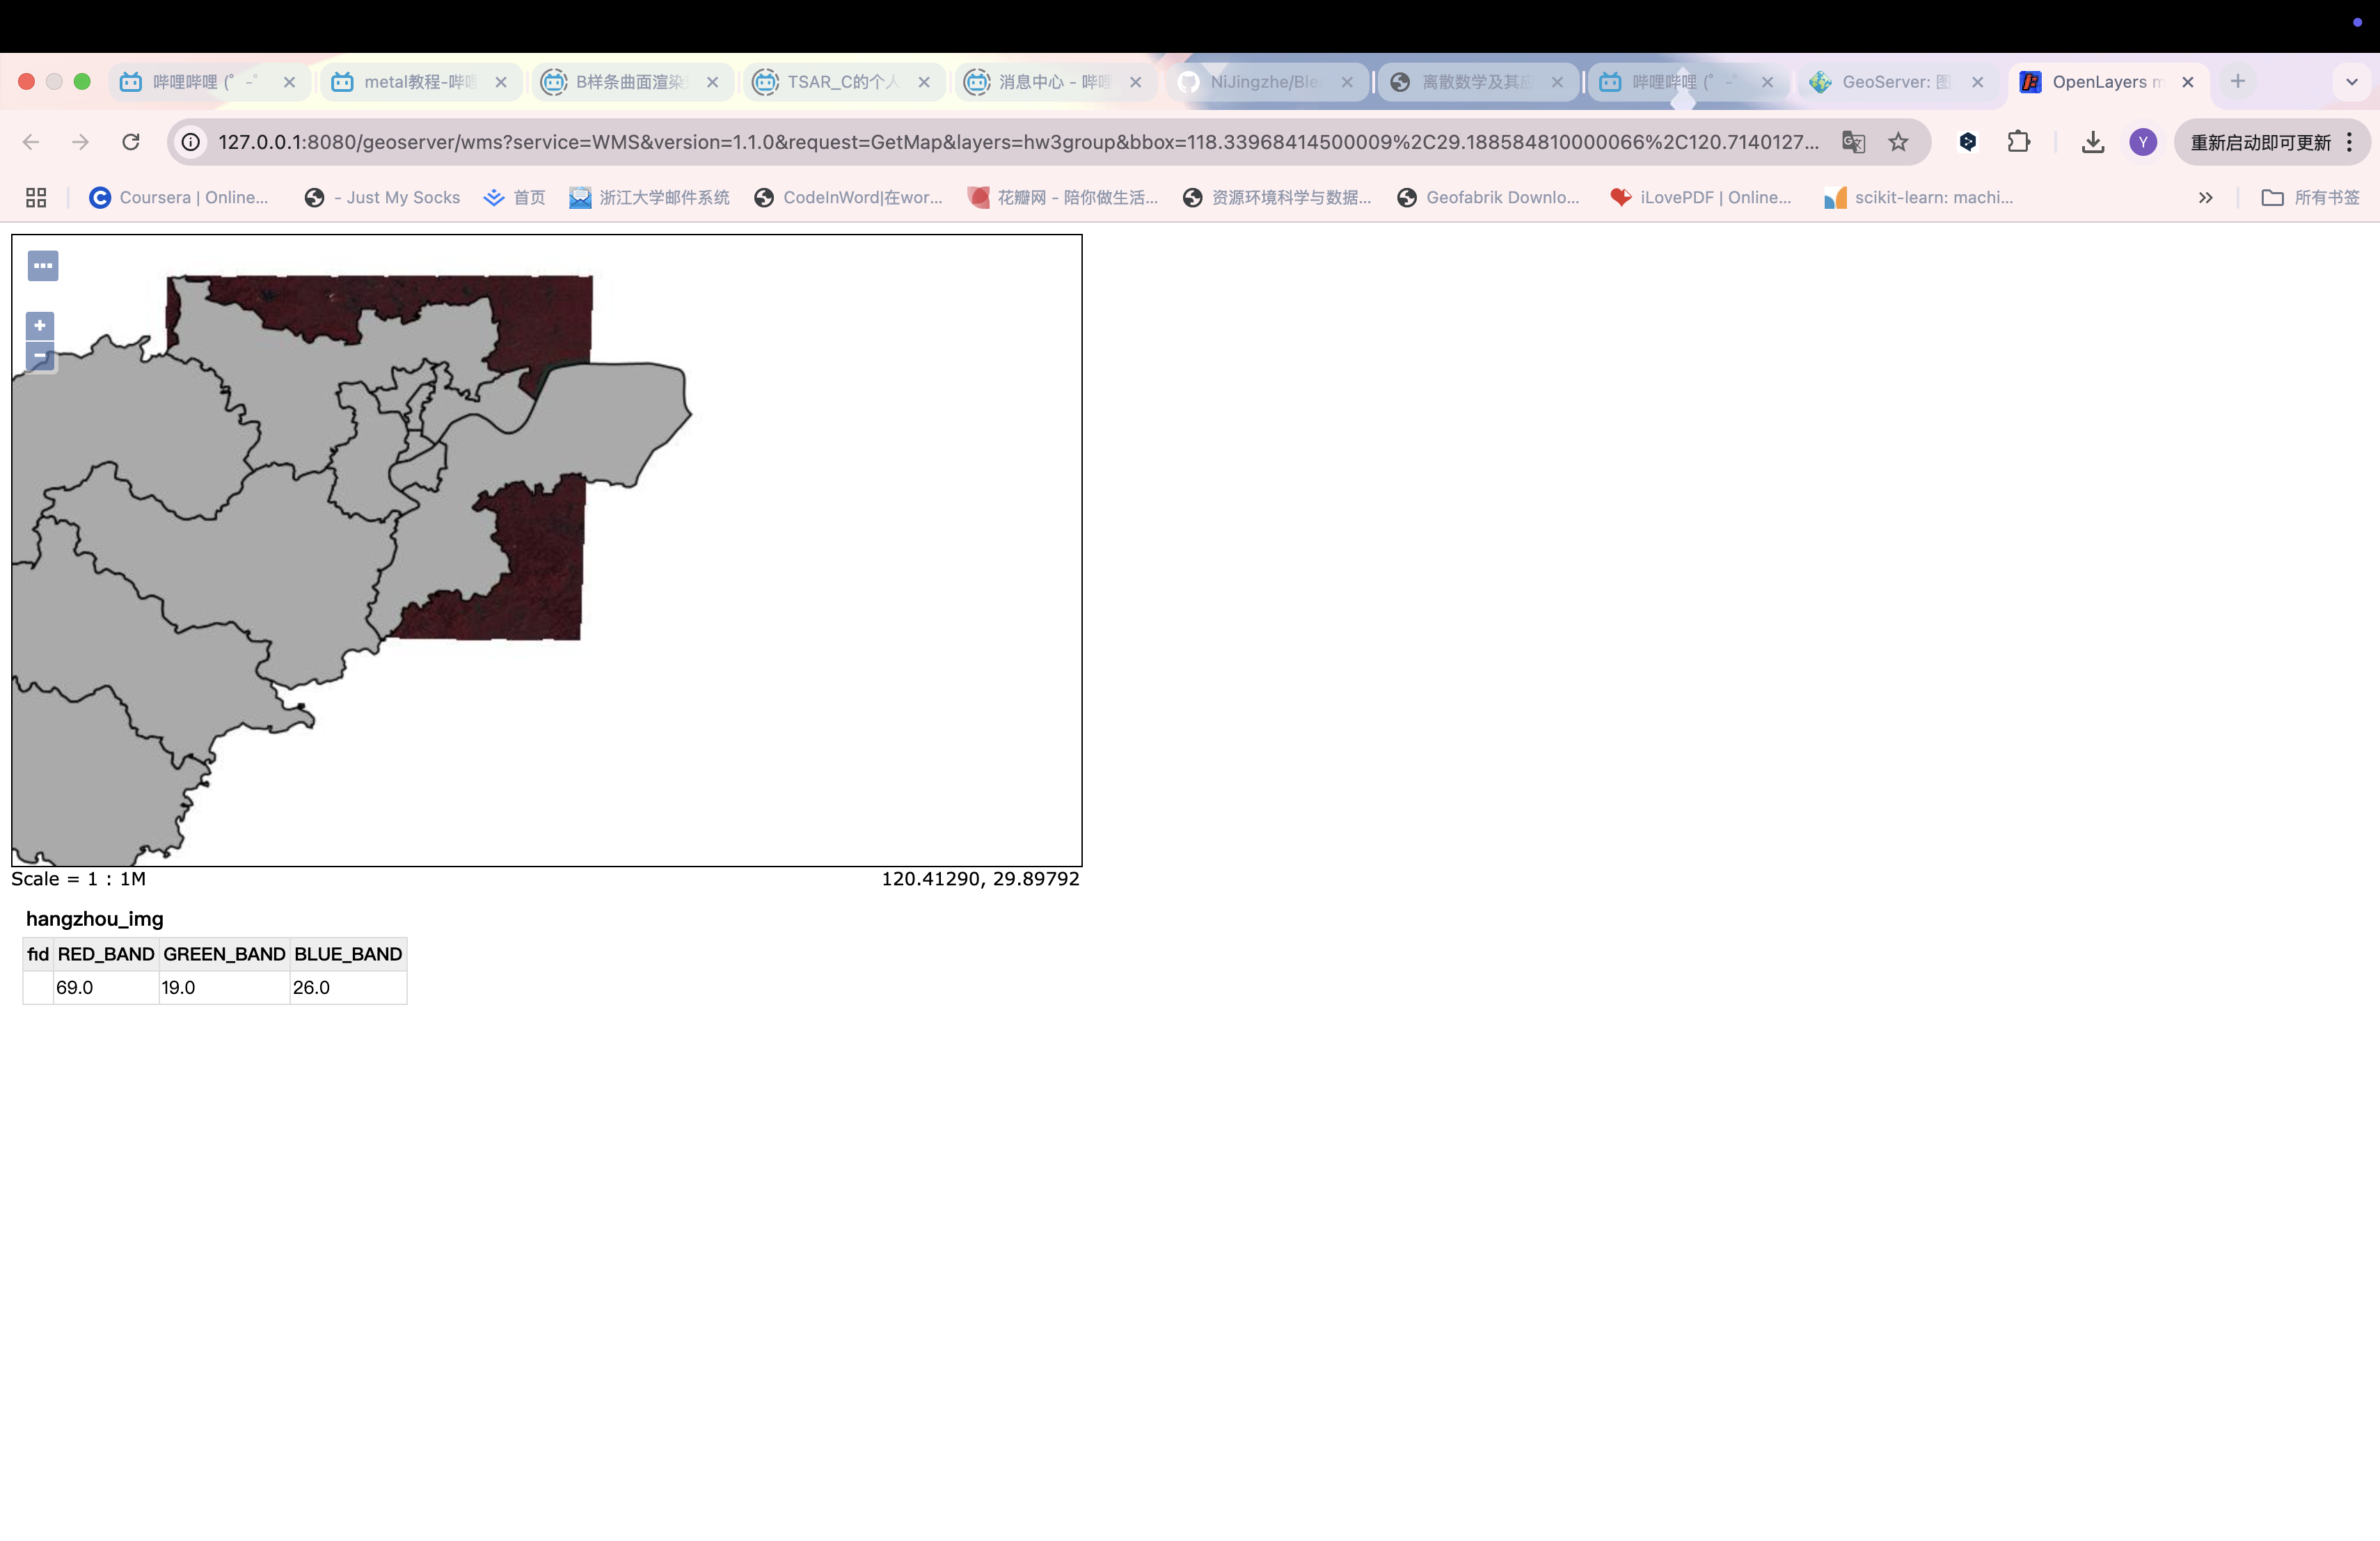 哔哩哔哩 (゜-゜
metal教程-哔哩
B样条曲面渲染
TSAR_C的个人
消息中心 - 哔哩
NiJingzhe/Ble
离散数学及其应
哔哩哔哩 (゜-゜
GeoServer: 图
OpenLayers m
127.0.0.1:8080/geoserver/wms?service=WMS&version=1.1.0&request=GetMap&layers=hw3group&bbox=118.33968414500009%2C29.188584810000066%2C120.7140127...
Y
重新启动即可更新
Coursera | Online...
- Just My Socks
首页
浙江大学邮件系统
CodeInWord|在wor...
花瓣网 - 陪你做生活...
资源环境科学与数据...
Geofabrik Downlo...
iLovePDF | Online...
scikit-learn: machi...
所有书签
Scale = 1 : 1M
120.41290, 29.89792
hangzhou_img
fid RED_BAND GREEN_BAND BLUE_BAND
69.0 19.0 26.0